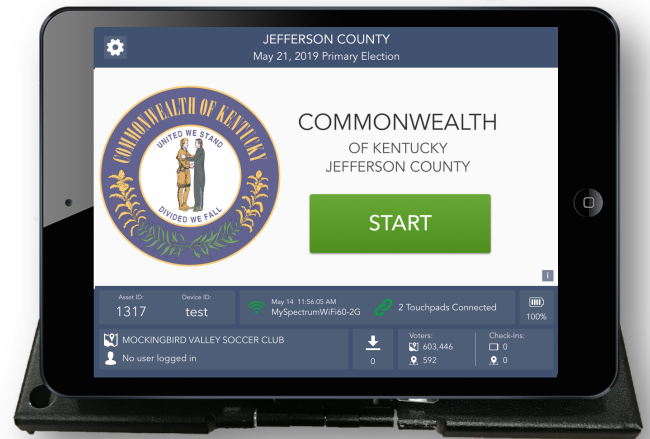 JEFFERSON COUNTY
May 21, 2019 Primary Election
COMMONWEALTH OF KENTUCKY
UNITED WE STAND
DIVIDED WE FALL
COMMONWEALTH
OF KENTUCKY
JEFFERSON COUNTY
START
i
Asset ID:
1317
Device ID:
test
May 14 11:56:05 AM
MySpectrumWiFi60-2G
2 Touchpads Connected
100%
MOCKINGBIRD VALLEY SOCCER CLUB
No user logged in
0
Voters:
603,446
592
Check-Ins:
0
0